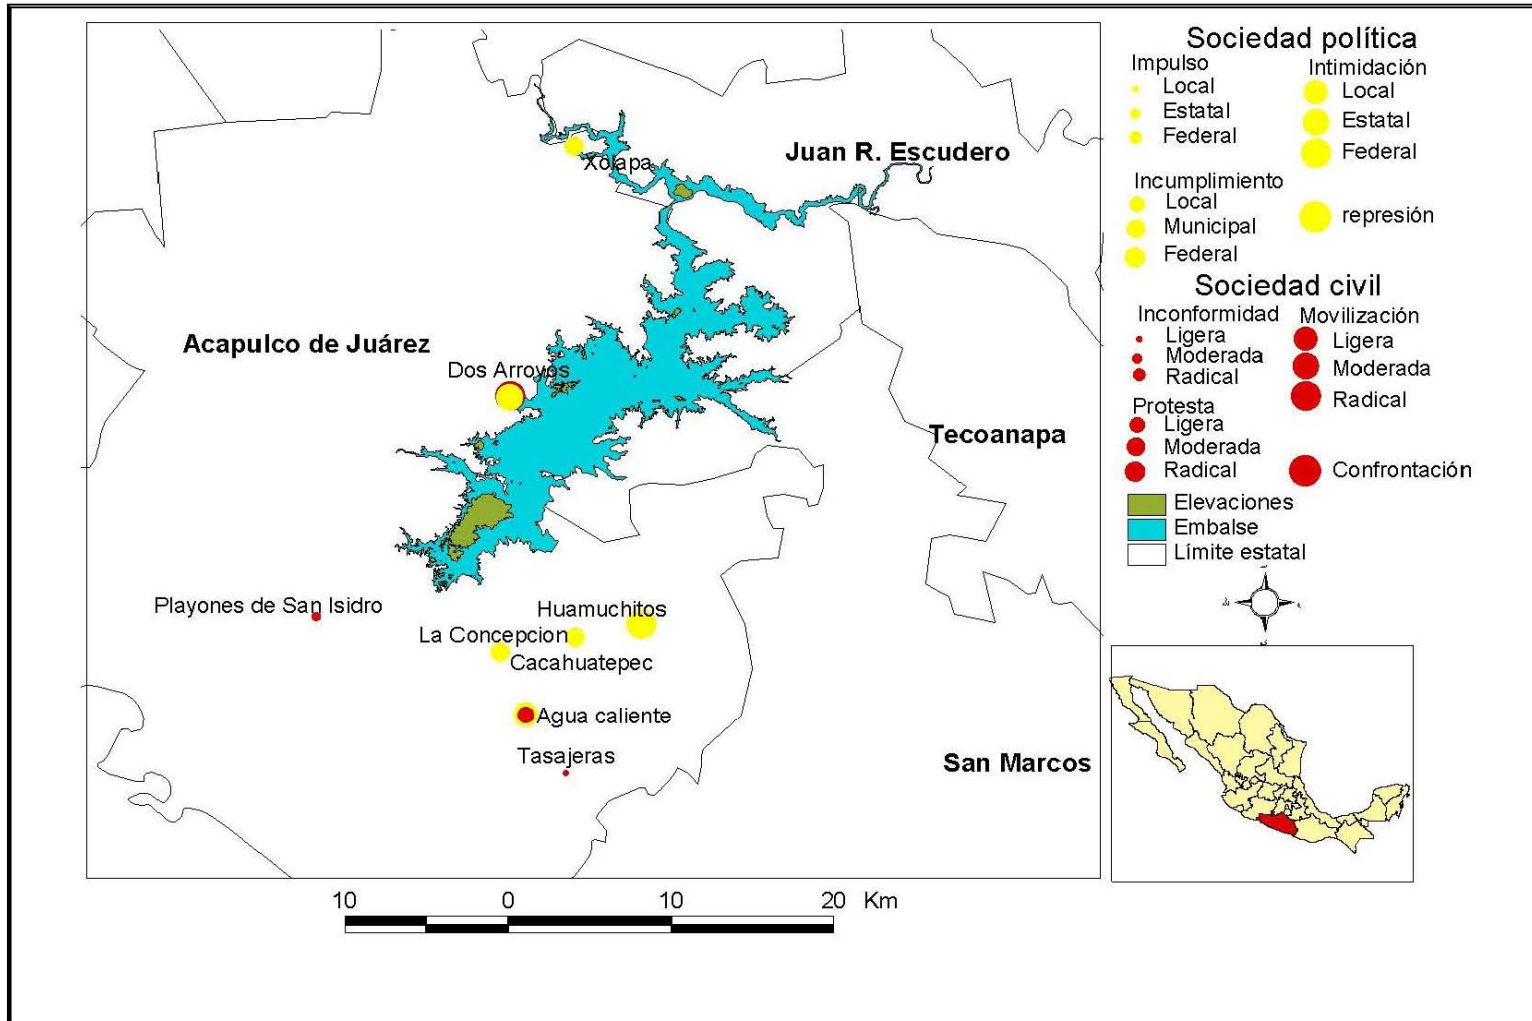 Xolapa
Juan R. Escudero
Acapulco de Juárez
Dos Arroyos
Tecoanapa
Playones de San Isidro
Huamuchitos
La Concepcion
Cacahuatepec
Agua caliente
Tasajeras
San Marcos
10 0 10 20 Km
Sociedad política
Impulso
Local
Estatal
Federal
Intimidación
Local
Estatal
Federal
Incumplimiento
Local
Municipal
Federal
represión
Sociedad civil
Inconformidad
Ligera
Moderada
Radical
Movilización
Ligera
Moderada
Radical
Protesta
Ligera
Moderada
Radical
Confrontación
Elevaciones
Embalse
Límite estatal